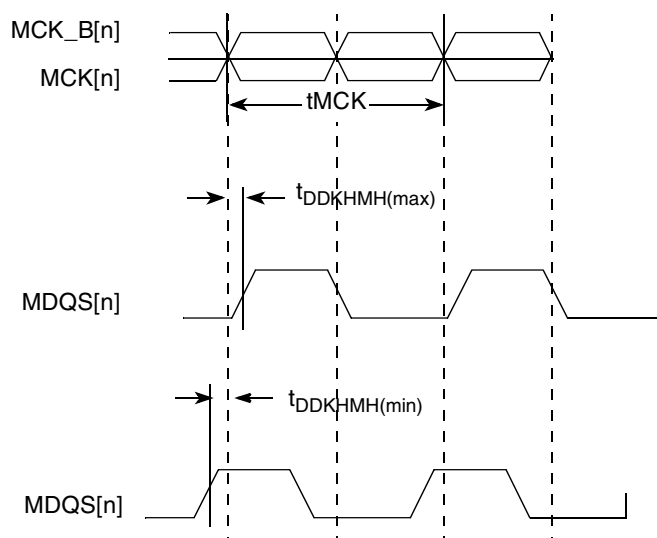 MCK_B[n]
MCK[n]
tMCK
tDDKHMH(max)
MDQS[n]
tDDKHMH(min)
MDQS[n]